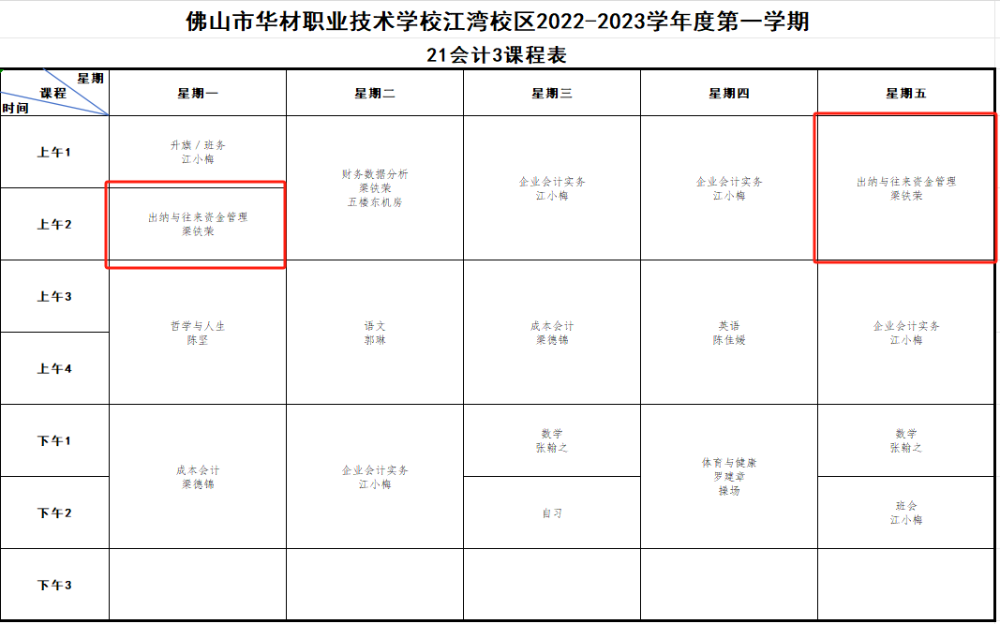 佛山市华材职业技术学校江湾校区2022-2023学年度第一学期
21会计3课程表
星期
课程
时间
星期一
星期二
星期三
星期四
星期五
上午1
升旗／班务
江小梅
财务数据分析
梁铁荣
五楼东机房
企业会计实务
江小梅
企业会计实务
江小梅
出纳与往来资金管理
梁铁荣
上午2
出纳与往来资金管理
梁铁荣
上午3
哲学与人生
陈坚
语文
郭琳
成本会计
梁德锦
英语
陈佳媛
企业会计实务
江小梅
上午4
下午1
成本会计
梁德锦
企业会计实务
江小梅
数学
张翰之
体育与健康
罗建章
操场
数学
张翰之
下午2
自习
班会
江小梅
下午3